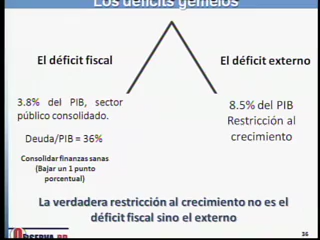 Los déficits gemelos
El déficit fiscal
El déficit externo
3.8% del PIB, sector
público consolidado.
Deuda/PIB = 36%
Consolidar finanzas sanas
(Bajar un 1 punto
porcentual)
8.5% del PIB
Restricción al
crecimiento
La verdadera restricción al crecimiento no es el
déficit fiscal sino el externo
36